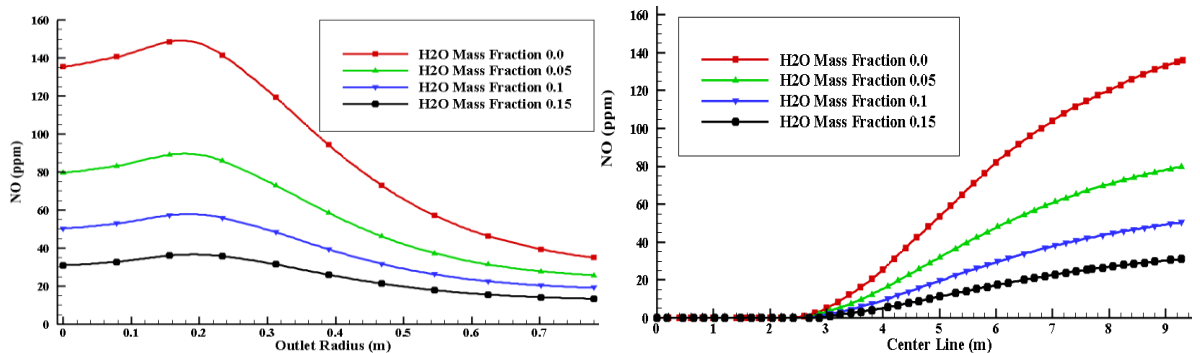 160
140
120
100
80
60
40
20
0
NO (ppm)
H2O Mass Fraction 0.0
H2O Mass Fraction 0.05
H2O Mass Fraction 0.1
H2O Mass Fraction 0.15
0 0.1 0.2 0.3 0.4 0.5 0.6 0.7
Outlet Radius (m)
160
140
120
100
80
60
40
20
0
NO (ppm)
H2O Mass Fraction 0.0
H2O Mass Fraction 0.05
H2O Mass Fraction 0.1
H2O Mass Fraction 0.15
0 1 2 3 4 5 6 7 8 9
Center Line (m)